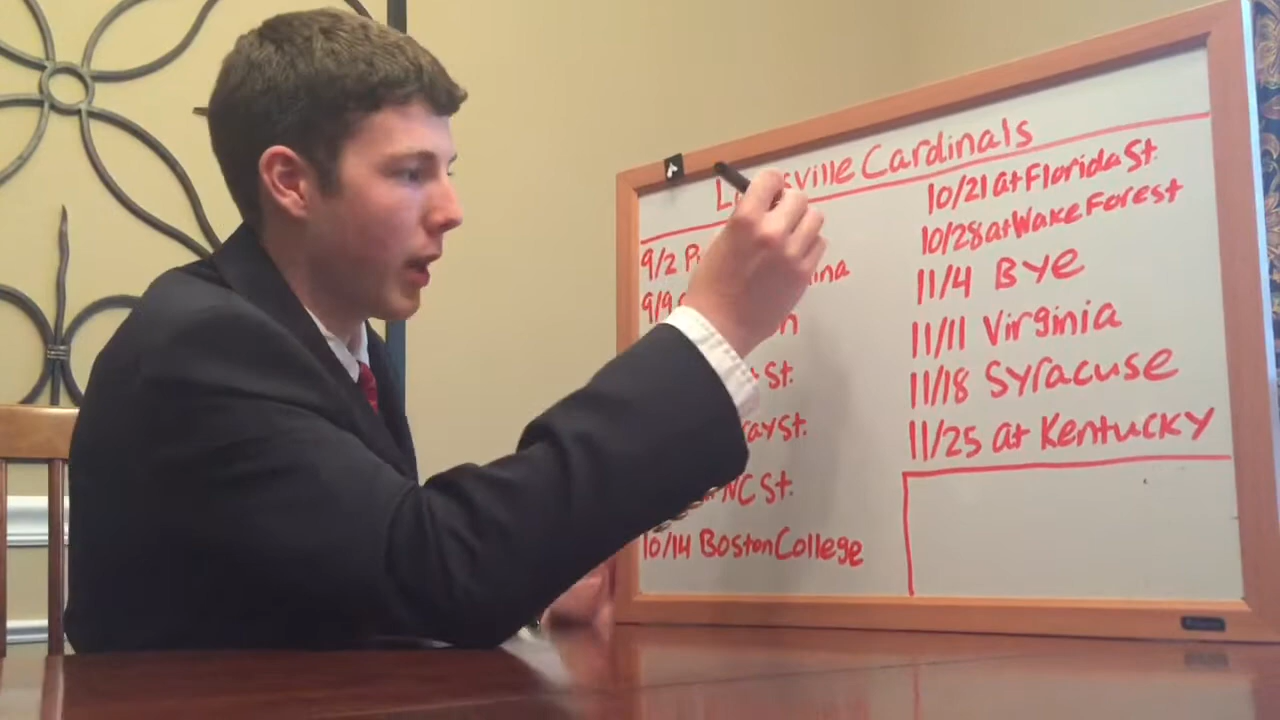 Cardinals
9/2
9/9
St.
St.
NC St.
10/14 Boston College
10/21 at Florida St.
10/28 at Wake Forest
11/4 Bye
11/11 Virginia
11/18 Syracuse
11/25 at Kentucky